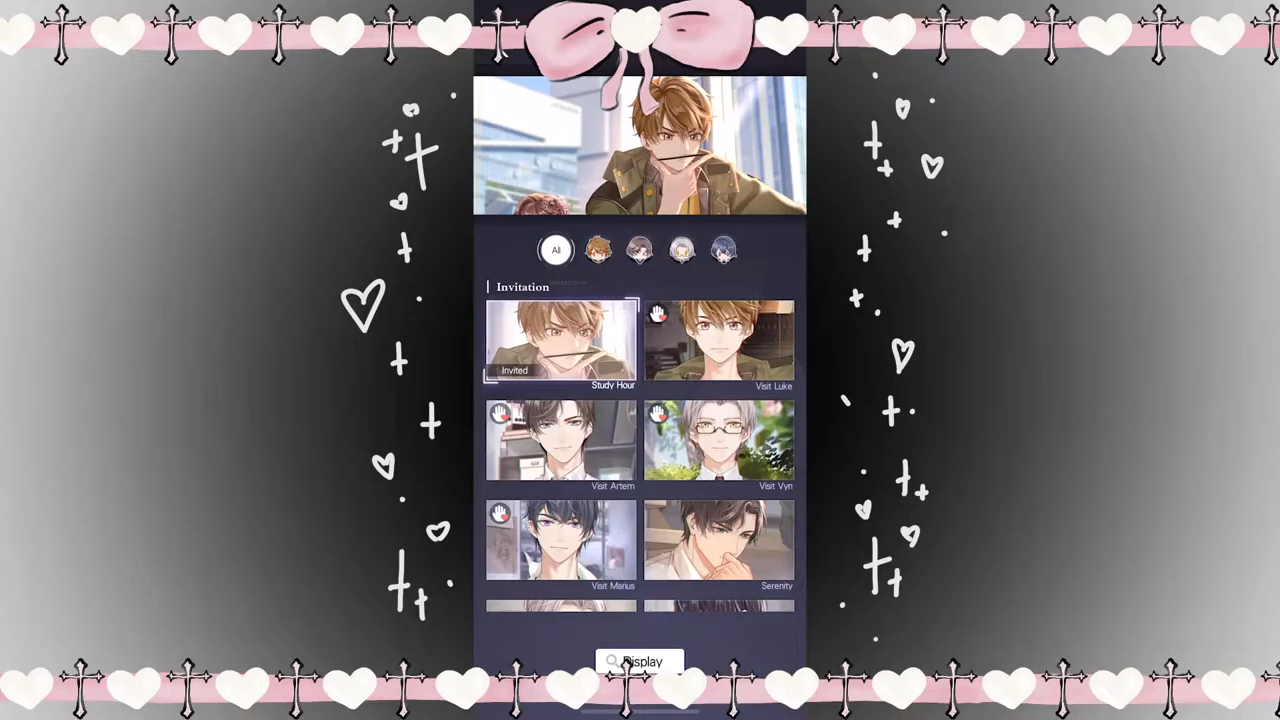 All
Invitation
Invited
Study Hour
Visit Luke
Visit Artem
Visit Vyn
Visit Marius
Serenity
Display